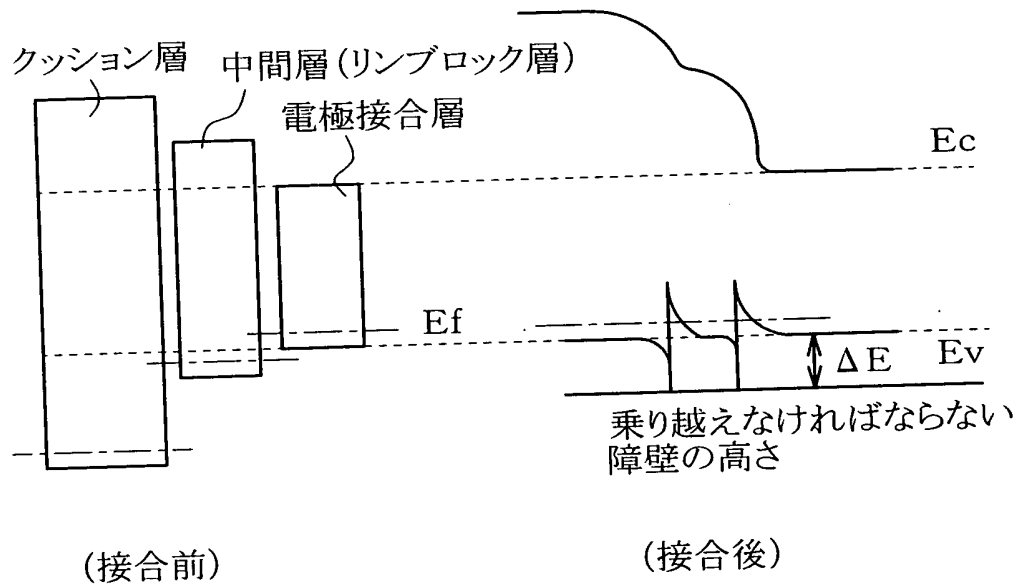 クッション層
中間層(リンブロック層)
電極接合層
Ec
Ef
Ev
ΔE
乗り越えなければならない
障壁の高さ
(接合前)
(接合後)